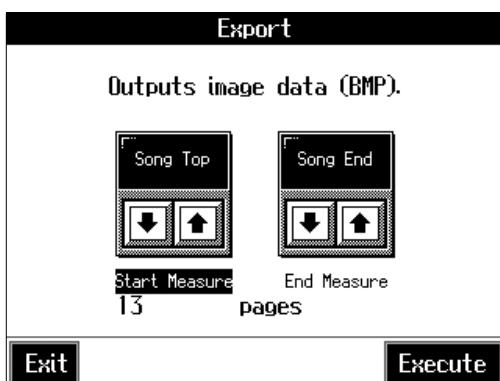 Export
Outputs image data (BMP).
Song Top Song End
Start Measure End Measure
13 pages
Exit Execute